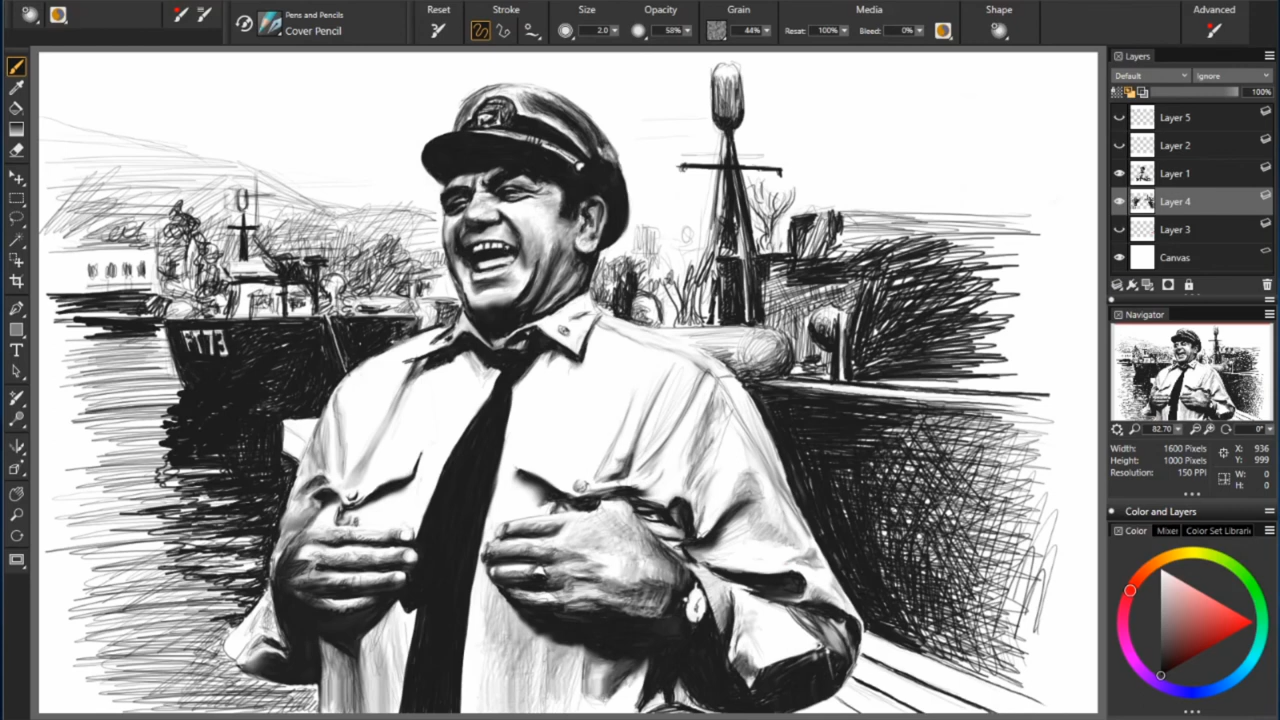 Reset
Stroke
Size
Opacity
Grain
Media
Shape
Advanced
Pens and Pencils
Cover Pencil
2.0
58%
44%
Reset: 100%
Bleed: 0%
Layers
Default
Ignore
100%
Layer 5
Layer 2
Layer 1
Layer 4
Layer 3
Canvas
Navigator
82.70
0°
Width: 1600 Pixels
Height: 1000 Pixels
Resolution: 150 PPI
X: 936
Y: 999
W: 0
H: 0
Color and Layers
Color Mixer Color Set Librari
PT 73